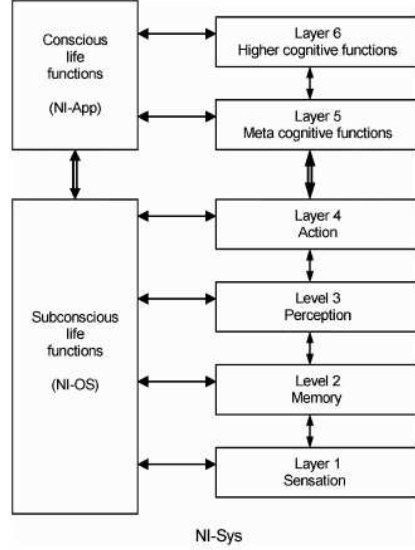 Conscious
life
functions
(NI-App)
Layer 6
Higher cognitive functions
Layer 5
Meta cognitive functions
Subconscious
life
functions
(NI-OS)
Layer 4
Action
Level 3
Perception
Level 2
Memory
Layer 1
Sensation
NI-Sys